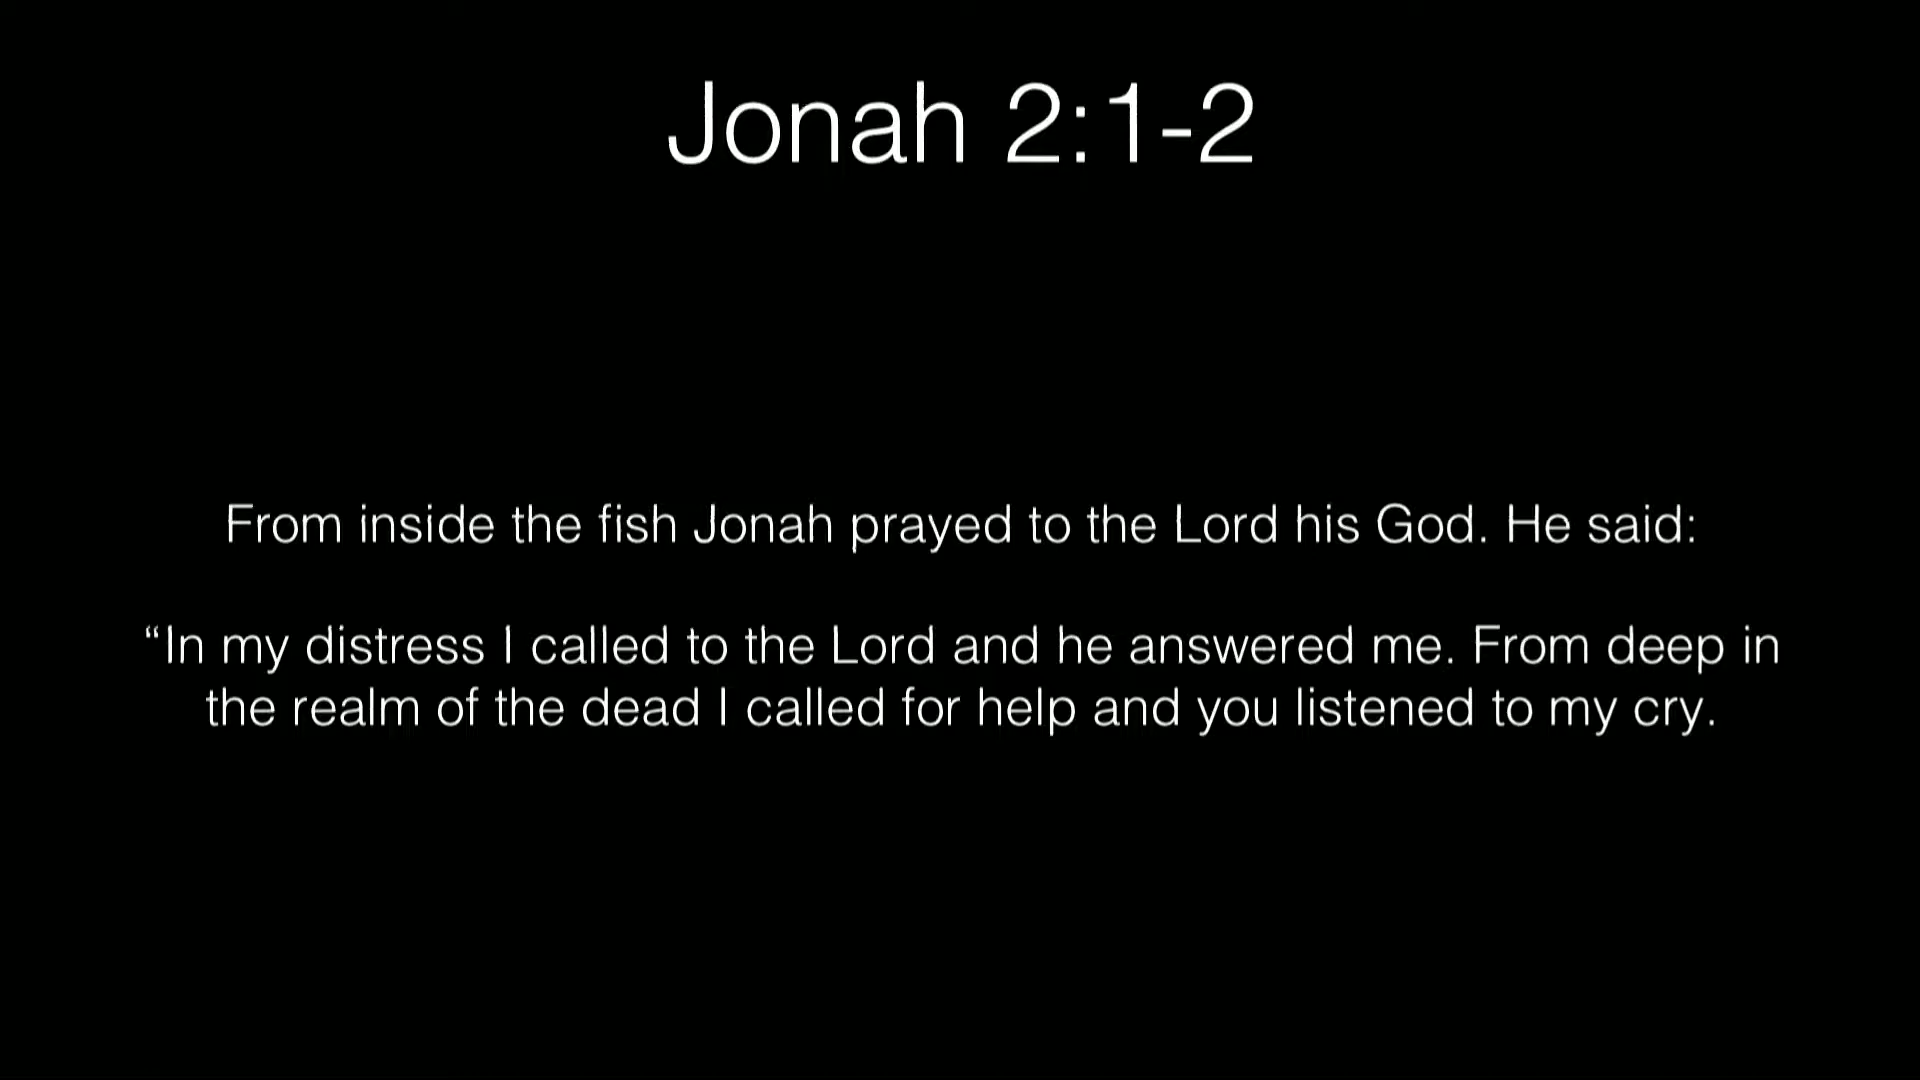 Jonah 2:1-2
From inside the fish Jonah prayed to the Lord his God. He said:
“In my distress I called to the Lord and he answered me. From deep in
the realm of the dead I called for help and you listened to my cry.